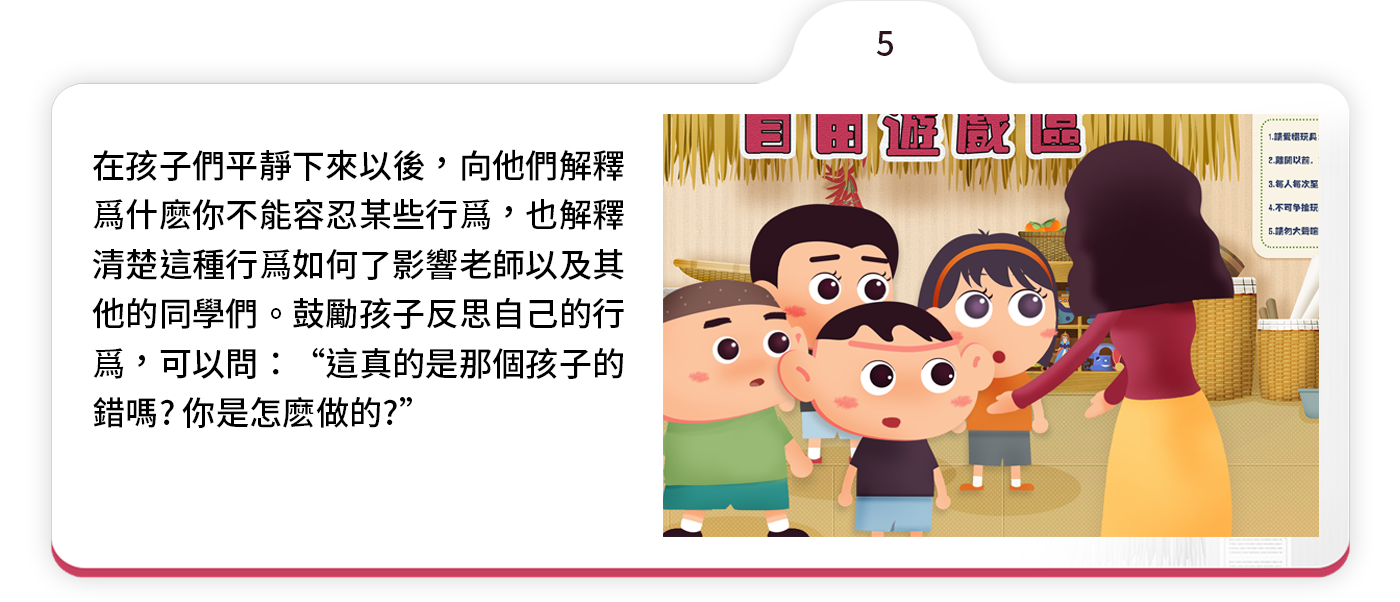 5
在孩子們平靜下來以後，向他們解釋
爲什麽你不能容忍某些行爲，也解釋
清楚這種行爲如何了影響老師以及其
他的同學們。鼓勵孩子反思自己的行
爲，可以問：“這真的是那個孩子的
錯嗎? 你是怎麽做的?”
自由遊戲區
1.請愛惜玩具
2.離開以前，
3.每人每次至
4.不可爭搶玩
5.請勿大聲喧